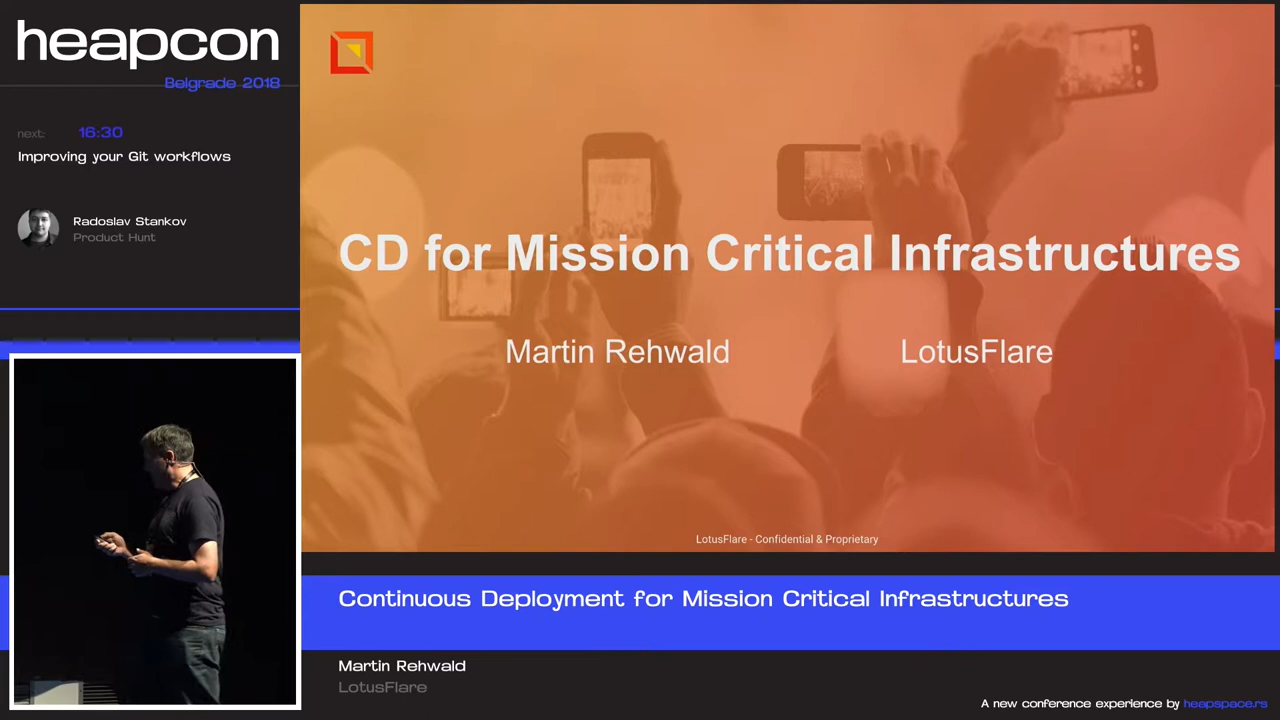 heapcon
Belgrade 2018
next: 16:30
Improving your Git workflows
Radoslav Stankov
Product Hunt
CD for Mission Critical Infrastructures
Martin Rehwald LotusFlare
LotusFlare - Confidential & Proprietary
Continuous Deployment for Mission Critical Infrastructures
Martin Rehwald
LotusFlare
A new conference experience by heapspace.rs